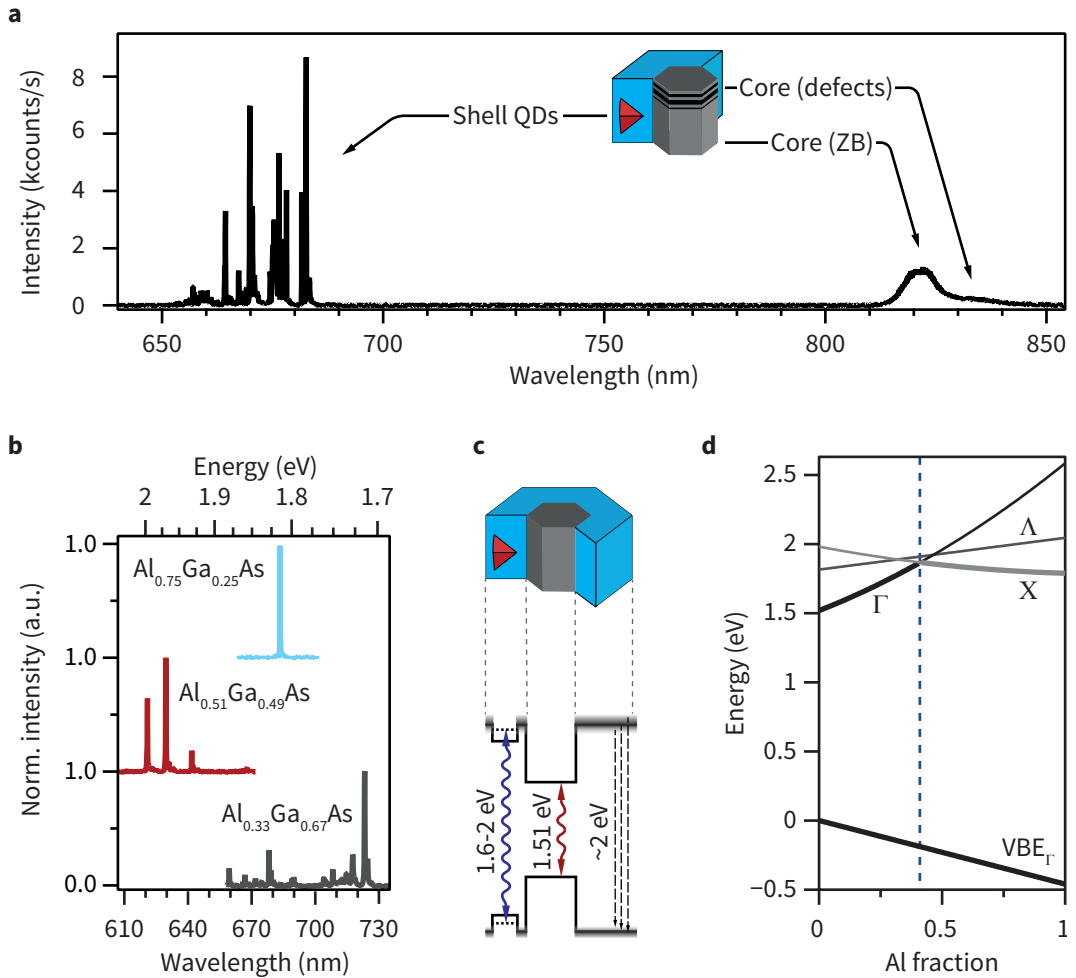 a
Intensity (kcounts/s)
8
6
4
2
0
Shell QDs
Core (defects)
Core (ZB)
650
700
750
800
850
Wavelength (nm)
b
Energy (eV)
2
1.9
1.8
1.7
Norm. intensity (a.u.)
1.0
1.0
1.0
0.0
Al0.75Ga0.25As
Al0.51Ga0.49As
Al0.33Ga0.67As
610
640
670
700
730
Wavelength (nm)
c
1.6-2 eV
1.51 eV
~2 eV
d
Energy (eV)
2.5
2
1.5
1
0.5
0
−0.5
Λ
X
Γ
VBEΓ
0
0.5
1
Al fraction